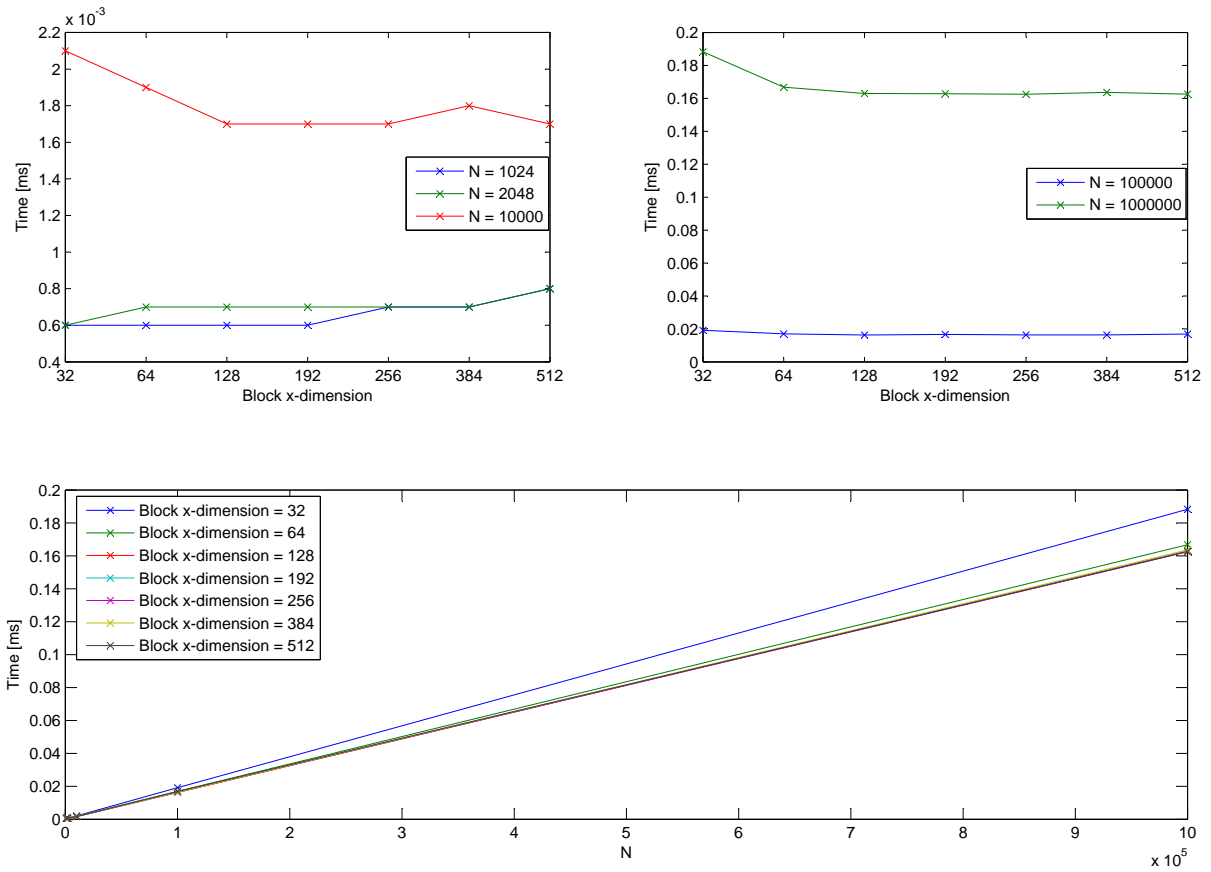 x 10^-3
2.2
2
1.8
1.6
1.4
1.2
1
0.8
0.6
0.4
Time [ms]
32 64 128 192 256 384 512
Block x-dimension
N = 1024
N = 2048
N = 10000
0.2
0.18
0.16
0.14
0.12
0.1
0.08
0.06
0.04
0.02
0
Time [ms]
32 64 128 192 256 384 512
Block x-dimension
N = 100000
N = 1000000
0.2
0.18
0.16
0.14
0.12
0.1
0.08
0.06
0.04
0.02
0
Time [ms]
Block x-dimension = 32
Block x-dimension = 64
Block x-dimension = 128
Block x-dimension = 192
Block x-dimension = 256
Block x-dimension = 384
Block x-dimension = 512
0 1 2 3 4 5 6 7 8 9 10
N
x 10^5